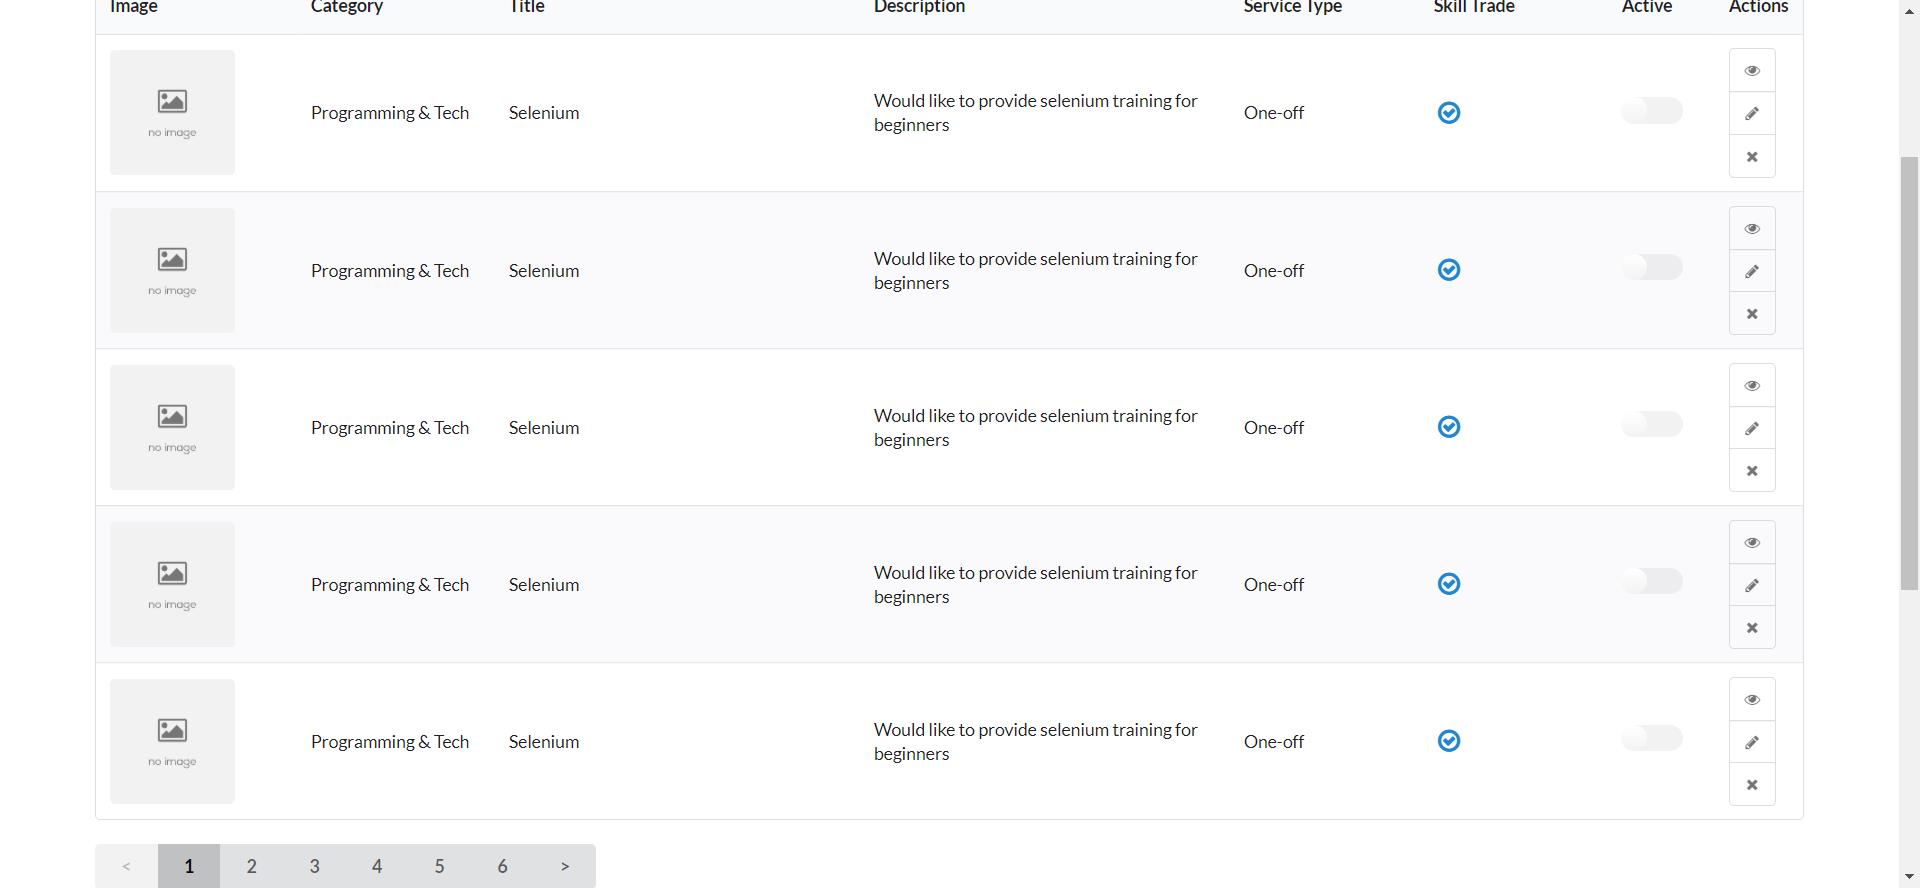 Image Category Title Description Service Type Skill Trade Active Actions
no image
Programming & Tech
Selenium
Would like to provide selenium training for
beginners
One-off
no image
Programming & Tech
Selenium
Would like to provide selenium training for
beginners
One-off
no image
Programming & Tech
Selenium
Would like to provide selenium training for
beginners
One-off
no image
Programming & Tech
Selenium
Would like to provide selenium training for
beginners
One-off
no image
Programming & Tech
Selenium
Would like to provide selenium training for
beginners
One-off
< 1 2 3 4 5 6 >